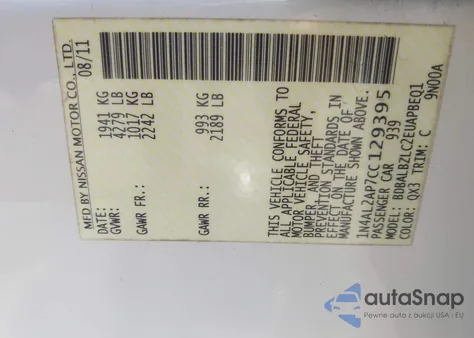 MFD BY NISSAN MOTOR CO., LTD.
DATE: 08/11
GVWR: 1941 KG
4279 LB
GAWR FR: 1017 KG
2242 LB
GAWR RR: 993 KG
2189 LB
THIS VEHICLE CONFORMS TO
ALL APPLICABLE FEDERAL
MOTOR VEHICLE SAFETY,
BUMPER, AND THEFT
PREVENTION STANDARDS IN
EFFECT ON THE DATE OF
MANUFACTURE SHOWN ABOVE.
1N4AL2AP7CC129395
PASSENGER CAR 939
MODEL: BDBALBZLC2EUAPBEQ1
COLOR: QX3 TRIM: C 9N00A
autoSnap
Pewne auto z aukcji USA i EU